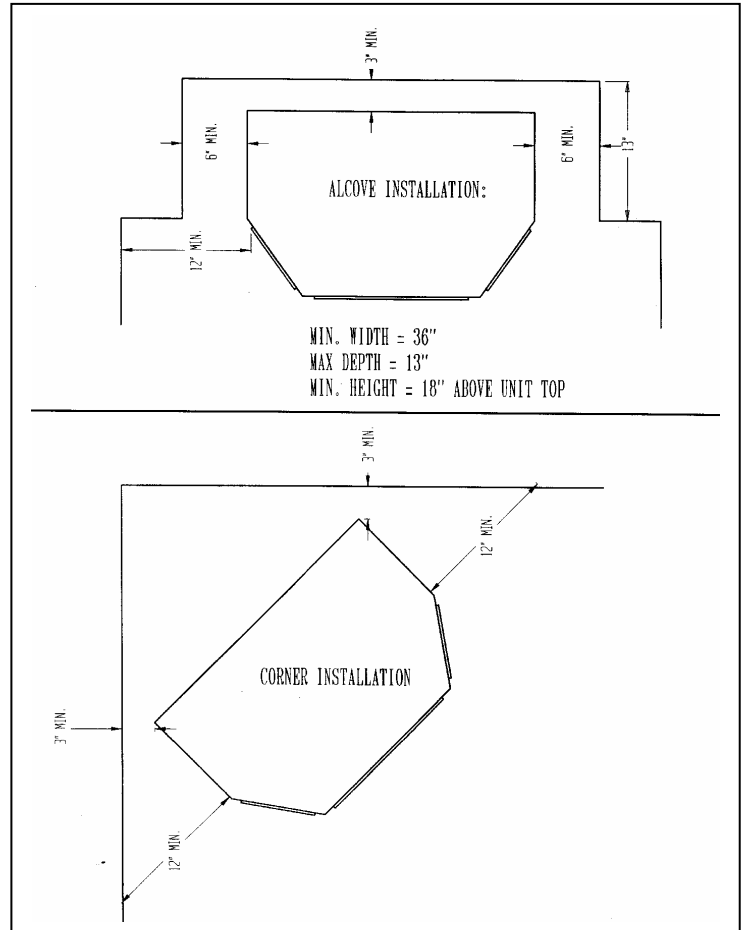 3" MIN.
6" MIN.
6" MIN.
13"
ALCOVE INSTALLATION:
12" MIN.
MIN. WIDTH = 36"
MAX DEPTH = 13"
MIN. HEIGHT = 18" ABOVE UNIT TOP
3" MIN.
12" MIN.
CORNER INSTALLATION
3" MIN.
12" MIN.